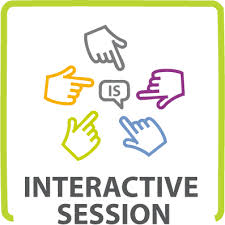 IS
INTERACTIVE
SESSION